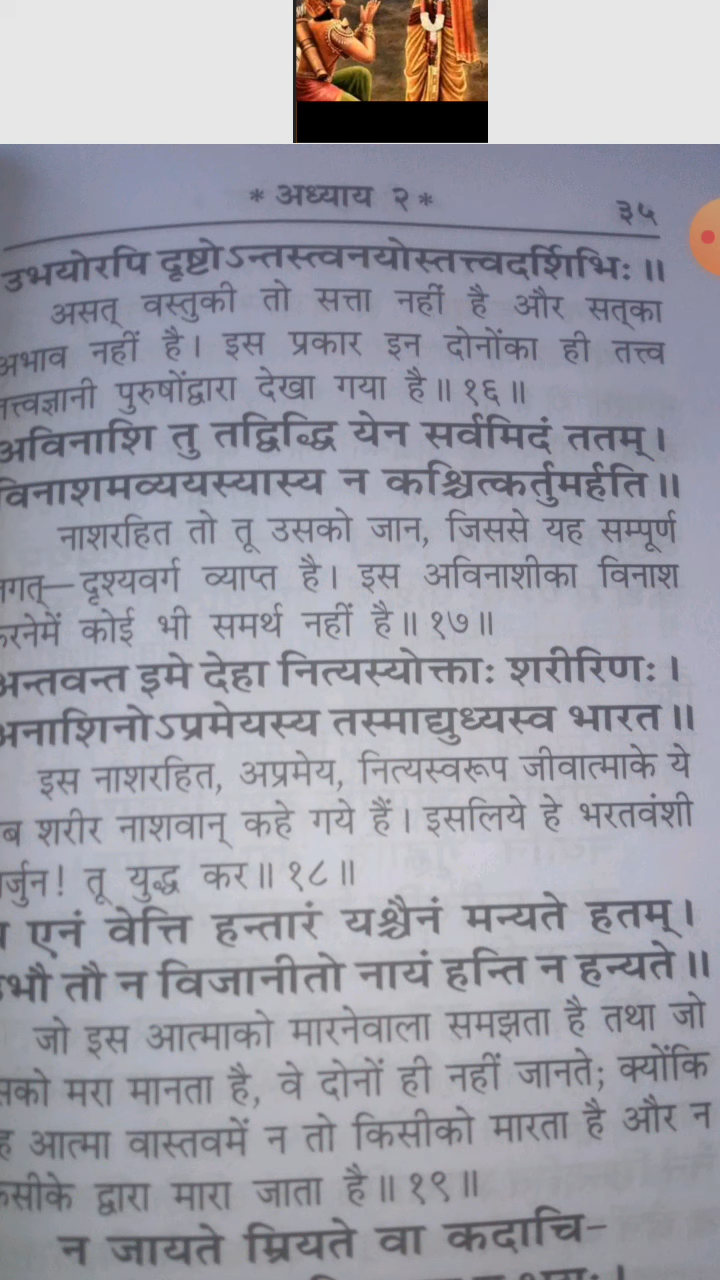 * अध्याय २ *
३५
उभयोरपि दृष्टोऽन्तस्त्वनयोस्तत्त्वदर्शिभिः ॥
असत् वस्तुकी तो सत्ता नहीं है और सत्‌का
अभाव नहीं है। इस प्रकार इन दोनोंका ही तत्त्व
तत्त्वज्ञानी पुरुषोंद्वारा देखा गया है॥ १६॥
अविनाशि तु तद्विद्धि येन सर्वमिदं ततम्।
विनाशमव्ययस्यास्य न कश्चित्कर्तुमर्हति॥
नाशरहित तो तू उसको जान, जिससे यह सम्पूर्ण
जगत्—दृश्यवर्ग व्याप्त है। इस अविनाशीका विनाश
करनेमें कोई भी समर्थ नहीं है॥ १७॥
अन्तवन्त इमे देहा नित्यस्योक्ताः शरीरिणः।
अनाशिनोऽप्रमेयस्य तस्माद्युध्यस्व भारत॥
इस नाशरहित, अप्रमेय, नित्यस्वरूप जीवात्माके ये
ब शरीर नाशवान् कहे गये हैं। इसलिये हे भरतवंशी
र्जुन! तू युद्ध कर॥ १८॥
एनं वेत्ति हन्तारं यश्चैनं मन्यते हतम्।
उभौ तौ न विजानीतो नायं हन्ति न हन्यते॥
जो इस आत्माको मारनेवाला समझता है तथा जो
सको मरा मानता है, वे दोनों ही नहीं जानते; क्योंकि
ह आत्मा वास्तवमें न तो किसीको मारता है और न
किसीके द्वारा मारा जाता है॥ १९॥
न जायते म्रियते वा कदाचि-